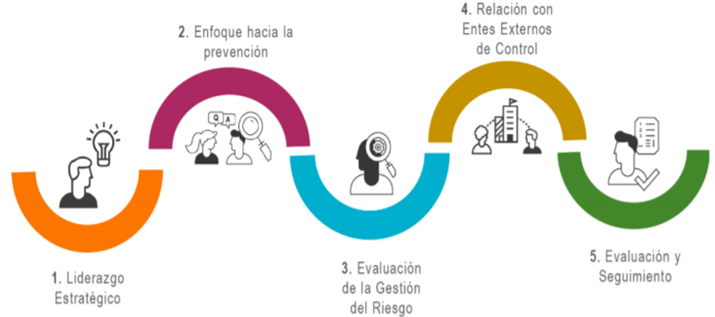 1. Liderazgo
Estratégico
2. Enfoque hacia la
prevención
Q A
3. Evaluación
de la Gestión
del Riesgo
4. Relación con
Entes Externos
de Control
5. Evaluación y
Seguimiento